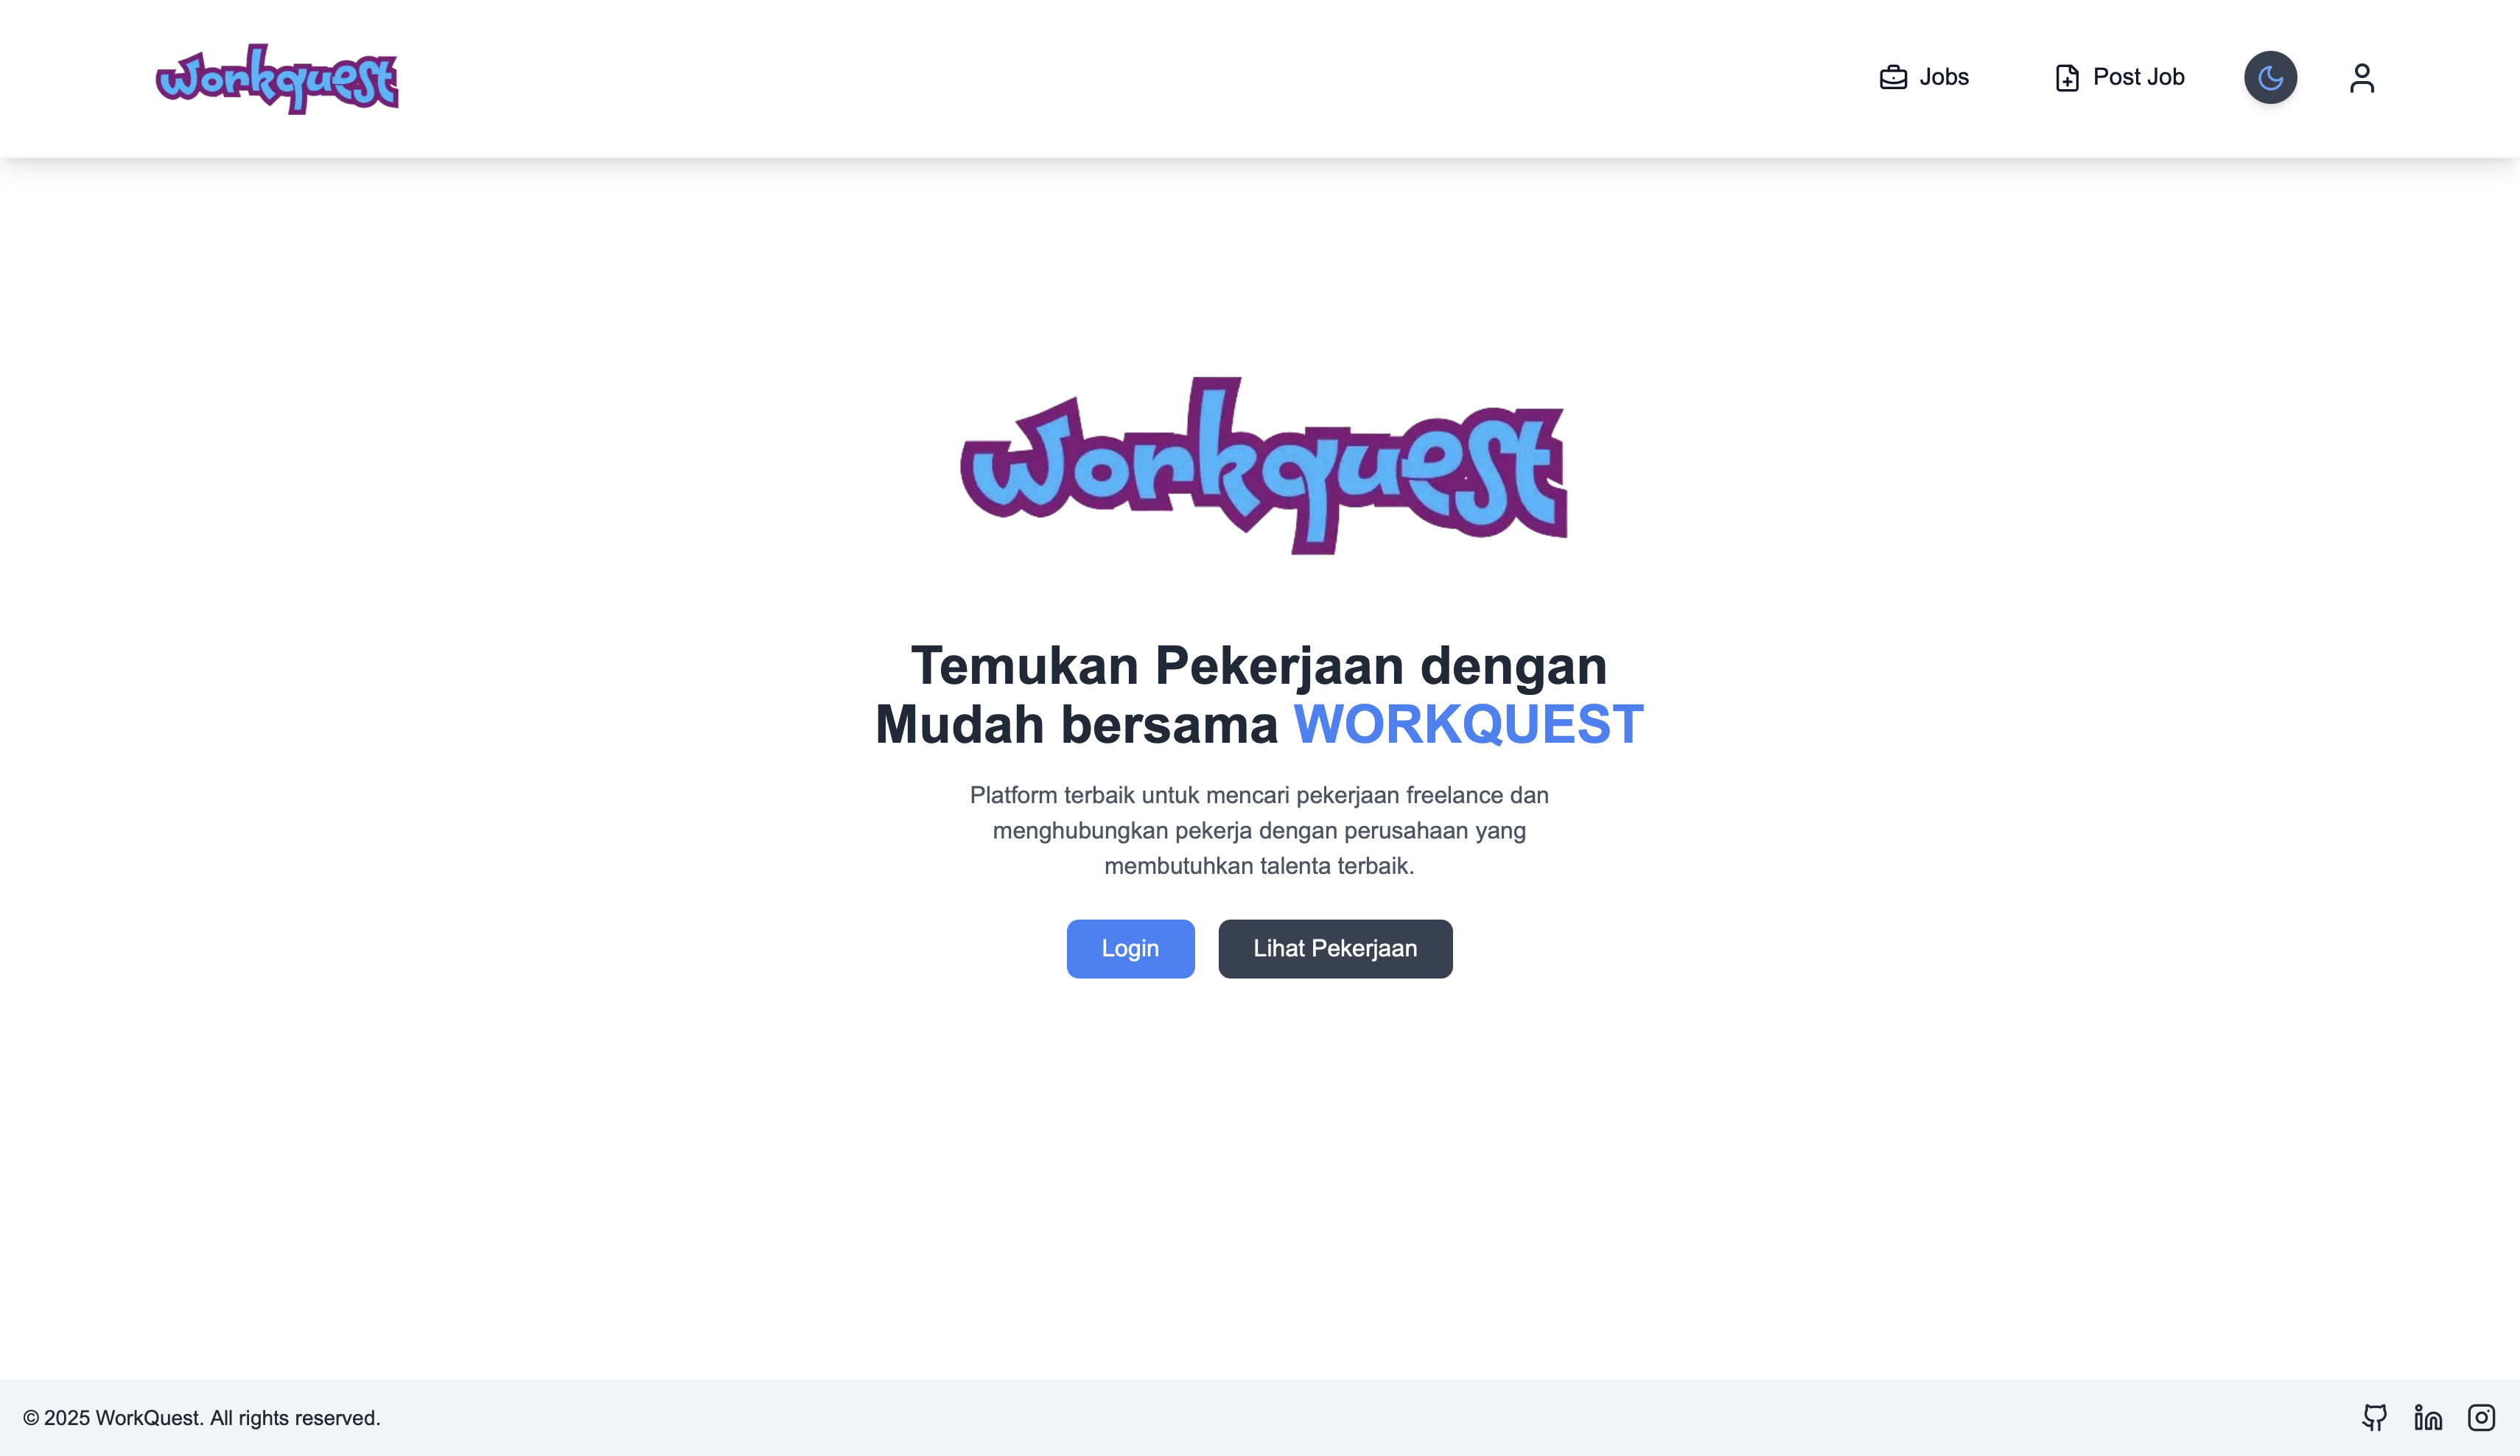 workquest
Jobs
Post Job
workquest
Temukan Pekerjaan dengan
Mudah bersama WORKQUEST
Platform terbaik untuk mencari pekerjaan freelance dan
menghubungkan pekerja dengan perusahaan yang
membutuhkan talenta terbaik.
Login
Lihat Pekerjaan
© 2025 WorkQuest. All rights reserved.